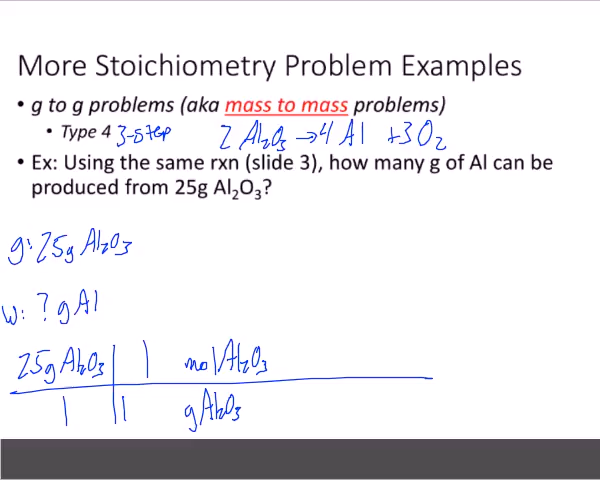 More Stoichiometry Problem Examples
• g to g problems (aka mass to mass problems)
• Type 4 3-step 2 Al₂O₃ → 4 Al + 3 O₂
• Ex: Using the same rxn (slide 3), how many g of Al can be
produced from 25g Al₂O₃?
g: 25g Al₂O₃
w: ? g Al
25g Al₂O₃ | 1 mol Al₂O₃
1 | 1 g Al₂O₃